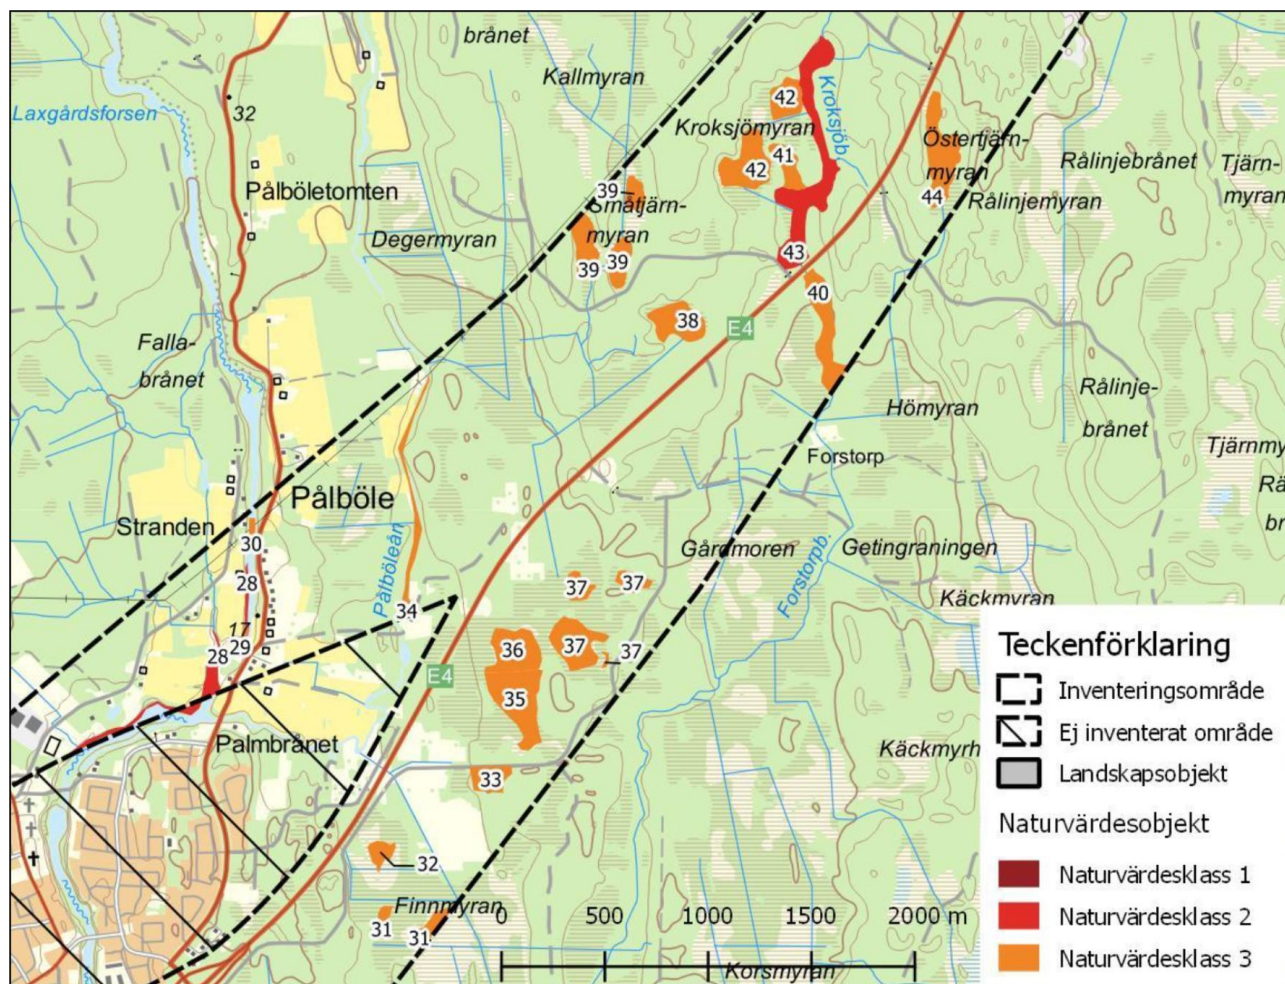 brånet
Kallmyran
Laxgårdsforsen
32
42
Kroksjömyran
Kroksjöb.
41
42
Östertjärn-
myran
44
Rålinjebrånet
Tjärn-
myran
Rålinjemyran
Pålböletomten
39
Småtjärn-
myran
Degermyran
39
39
43
40
38
E4
Falla-
brånet
Hömyran
Rålinje-
brånet
Forstorp
Tjärnmy
Rå
br
Pålböle
Stranden
30
28
Pålböleån
34
17
28
29
Gårdmoren
Getingraningen
Forstorpb.
Käckmyran
37
37
36
37
37
E4
35
Palmbrånet
Käckmyrh
33
32
Finnmyran
31
31
0 500 1000 1500 2000 m
Korsmyran
Teckenförklaring
Inventeringsområde
Ej inventerat område
Landskapsobjekt
Naturvärdesobjekt
Naturvärdesklass 1
Naturvärdesklass 2
Naturvärdesklass 3